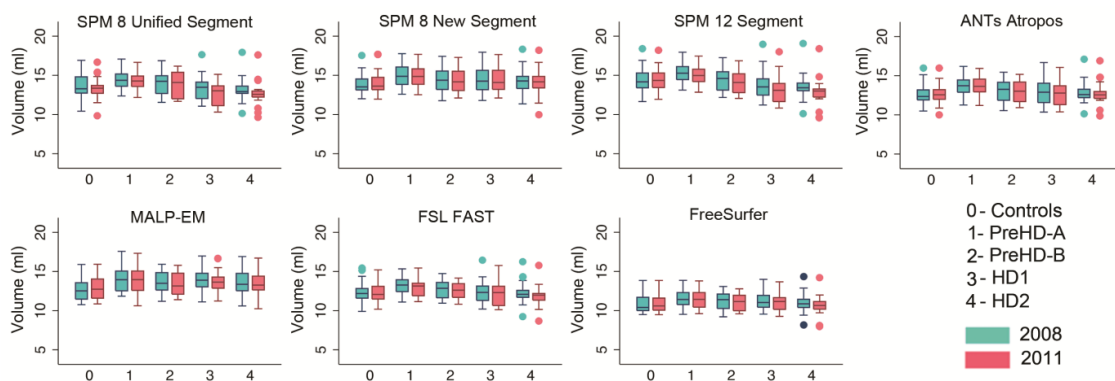 SPM 8 Unified Segment
Volume (ml)
20
15
10
5
0 1 2 3 4
SPM 8 New Segment
Volume (ml)
20
15
10
5
0 1 2 3 4
SPM 12 Segment
Volume (ml)
20
15
10
5
0 1 2 3 4
ANTs Atropos
Volume (ml)
20
15
10
5
0 1 2 3 4
MALP-EM
Volume (ml)
20
15
10
5
0 1 2 3 4
FSL FAST
Volume (ml)
20
15
10
5
0 1 2 3 4
FreeSurfer
Volume (ml)
20
15
10
5
0 1 2 3 4
0- Controls
1- PreHD-A
2- PreHD-B
3- HD1
4- HD2
2008
2011